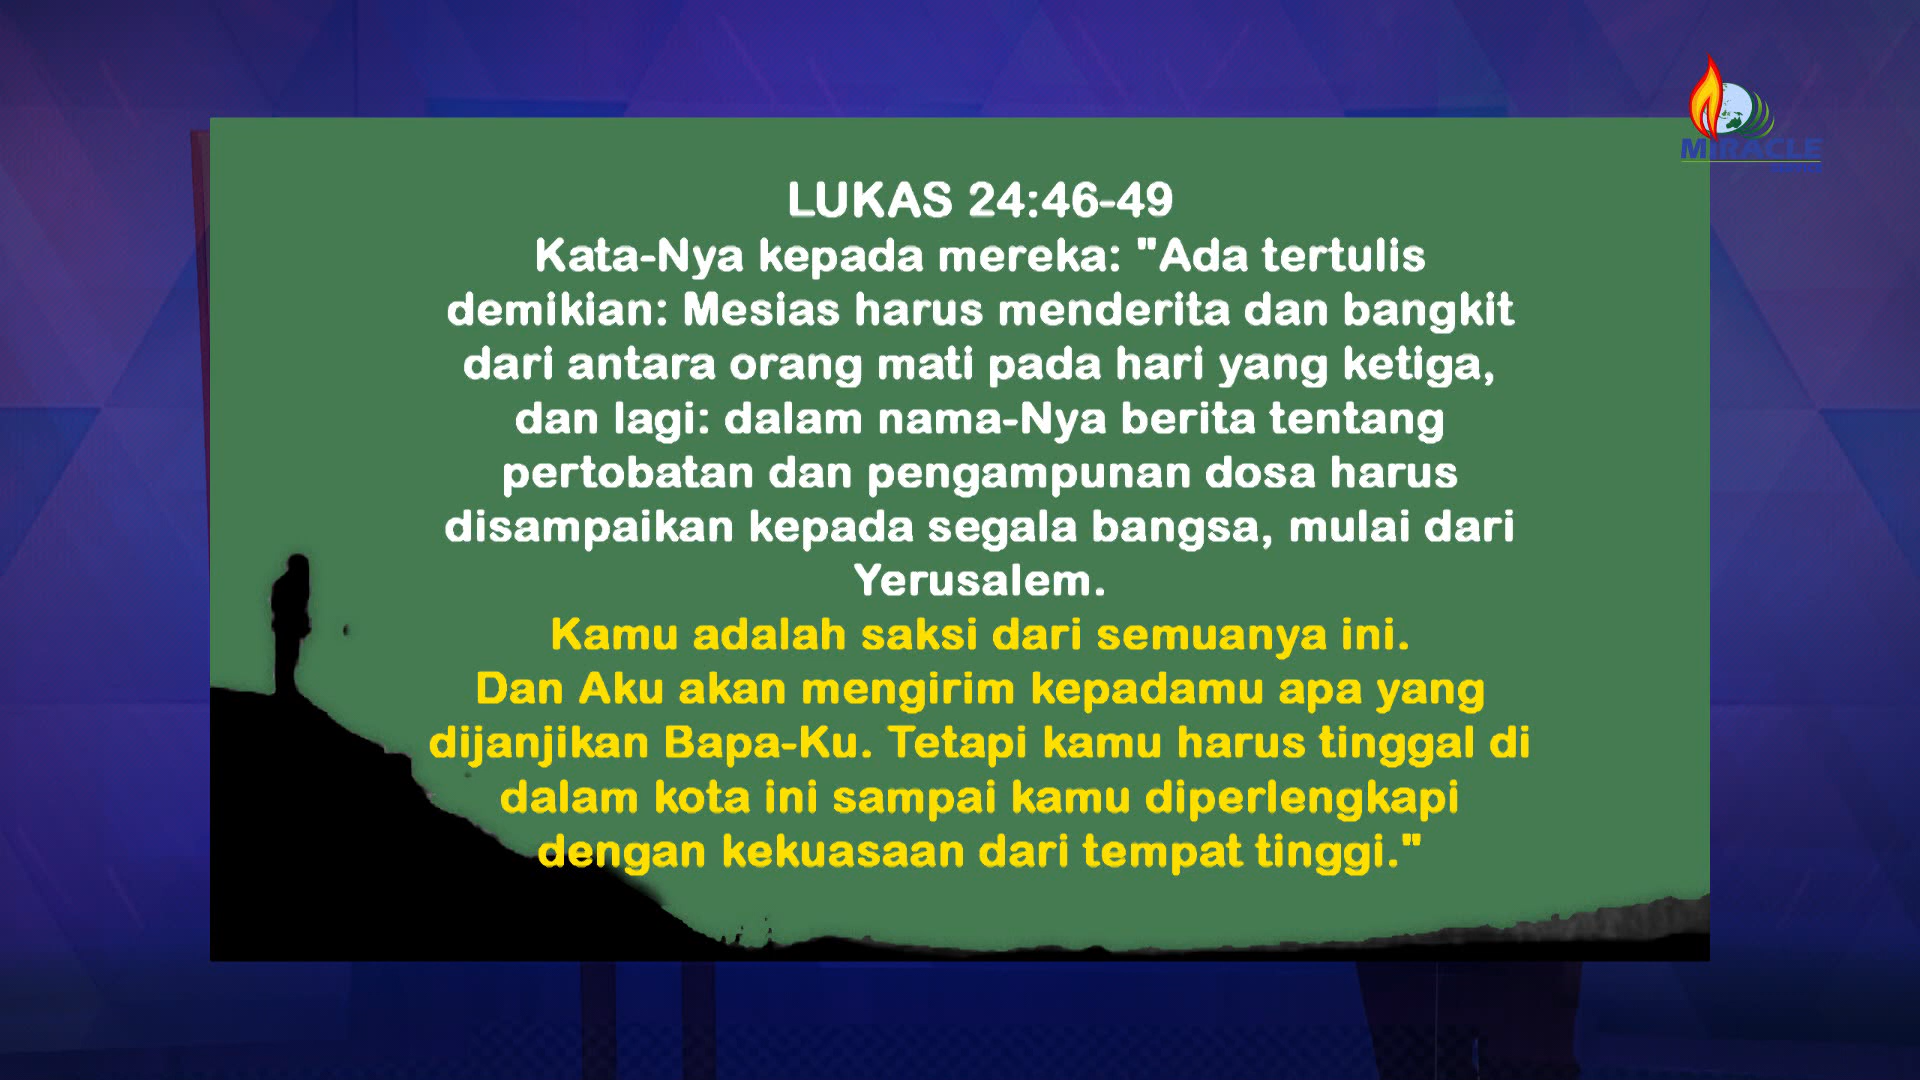 MIRACLE
LUKAS 24:46-49
Kata-Nya kepada mereka: "Ada tertulis
demikian: Mesias harus menderita dan bangkit
dari antara orang mati pada hari yang ketiga,
dan lagi: dalam nama-Nya berita tentang
pertobatan dan pengampunan dosa harus
disampaikan kepada segala bangsa, mulai dari
Yerusalem.
Kamu adalah saksi dari semuanya ini.
Dan Aku akan mengirim kepadamu apa yang
dijanjikan Bapa-Ku. Tetapi kamu harus tinggal di
dalam kota ini sampai kamu diperlengkapi
dengan kekuasaan dari tempat tinggi."